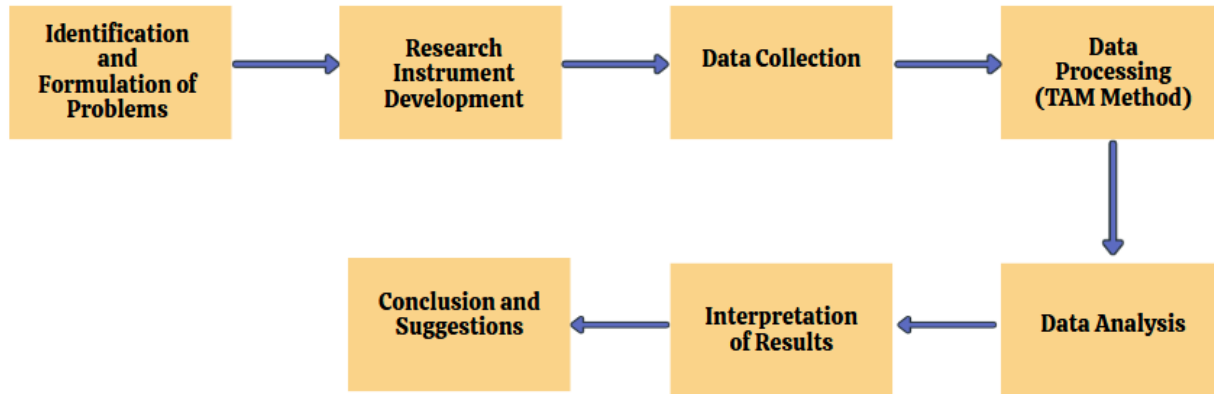 Identification
and
Formulation of
Problems
Research
Instrument
Development
Data Collection
Data
Processing
(TAM Method)
Data Analysis
Interpretation
of Results
Conclusion and
Suggestions